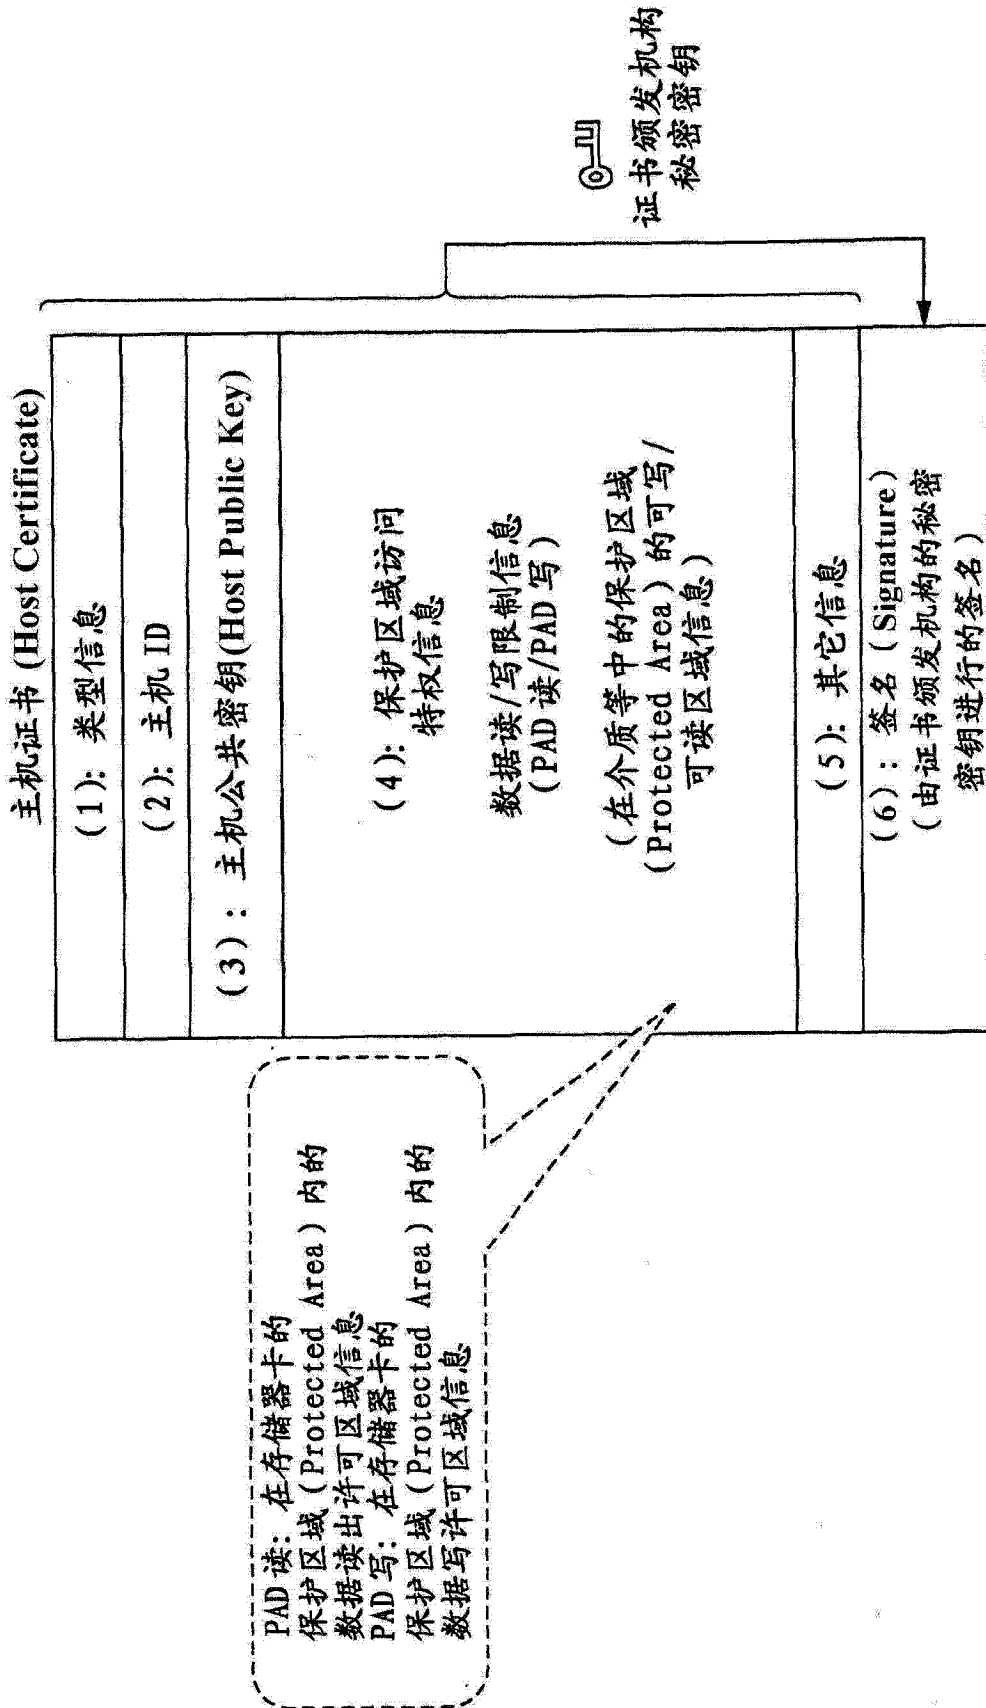 主机证书 (Host Certificate)
(1): 类型信息
(2): 主机 ID
(3): 主机公共密钥(Host Public Key)
(4): 保护区域访问
特权信息
数据读/写限制信息
(PAD 读/PAD 写)
(在介质等中的保护区域
(Protected Area) 的可写/
可读区域信息)
(5): 其它信息
(6): 签名 (Signature)
(由证书颁发机构的秘密
密钥进行的签名)
证书颁发机构
秘密密钥
PAD 读: 在存储器卡的
保护区域 (Protected Area) 内的
数据读出许可区域信息
PAD 写: 在存储器卡的
保护区域 (Protected Area) 内的
数据写许可区域信息